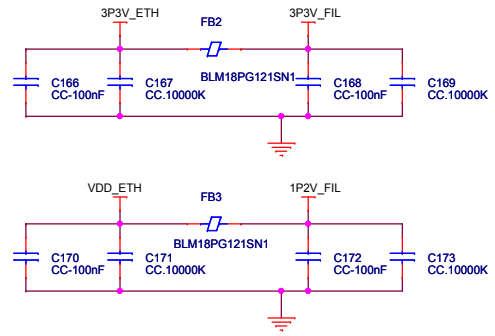 3P3V_ETH
FB2
3P3V_FIL
BLM18PG121SN1
C166
CC-100nF
C167
CC.10000K
C168
CC-100nF
C169
CC.10000K
VDD_ETH
FB3
1P2V_FIL
BLM18PG121SN1
C170
CC-100nF
C171
CC.10000K
C172
CC-100nF
C173
CC.10000K